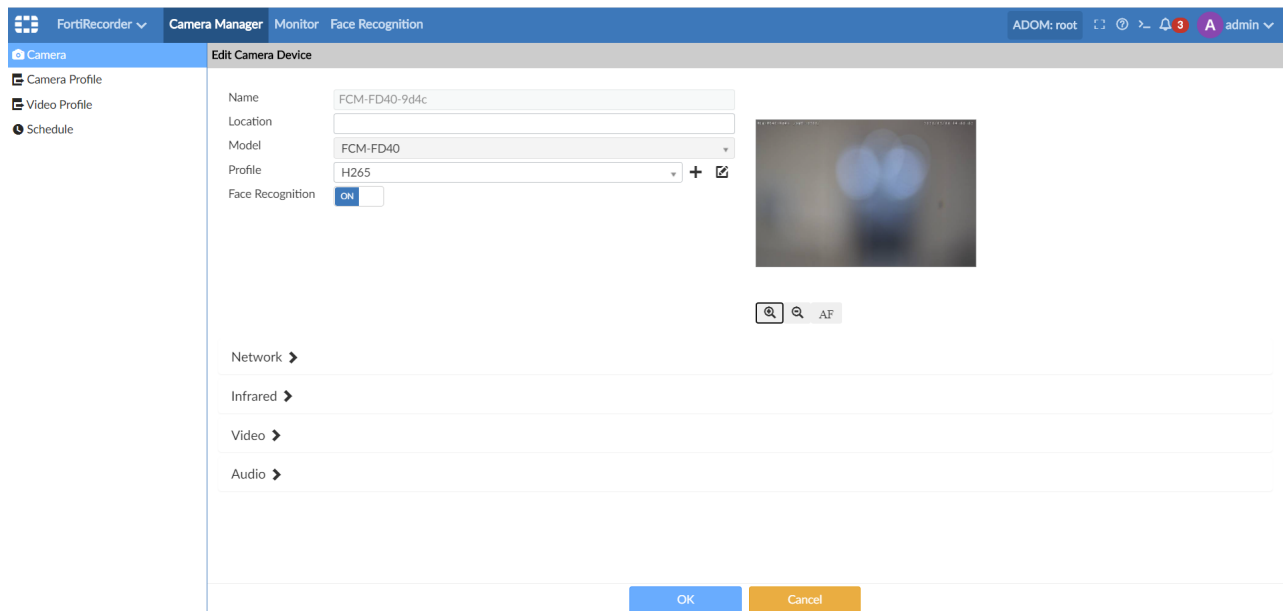 FortiRecorder Camera Manager Monitor Face Recognition ADOM: root 3 A admin
Camera
Camera Profile
Video Profile
Schedule
Edit Camera Device
Name FCM-FD40-9d4c
Location
Model FCM-FD40
Profile H265
Face Recognition ON
AF
Network
Infrared
Video
Audio
OK Cancel